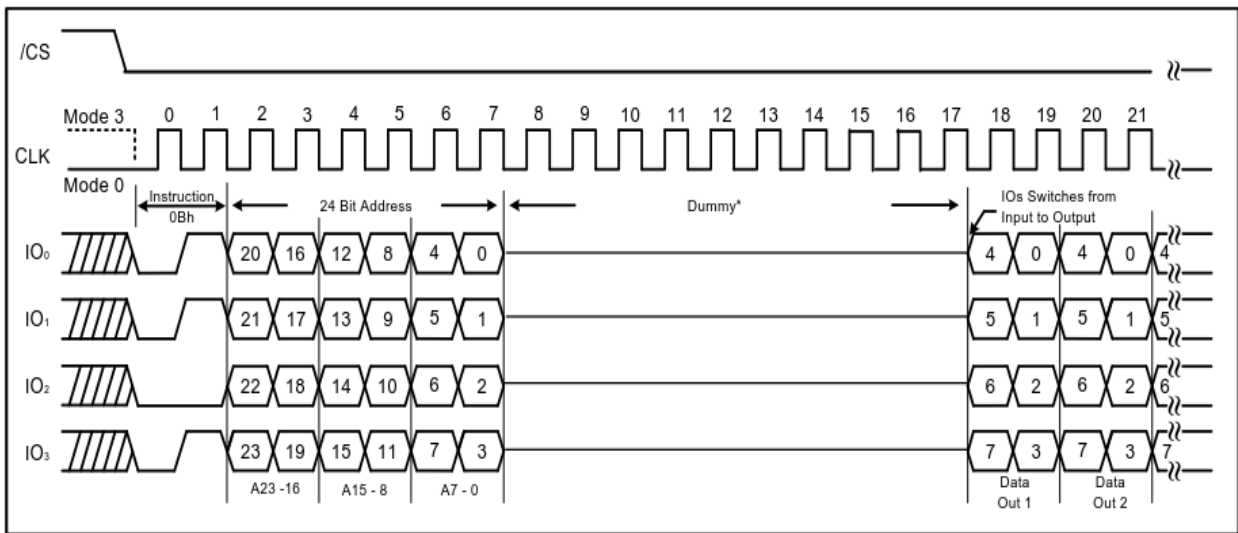 /CS
Mode 3
0 1 2 3 4 5 6 7 8 9 10 11 12 13 14 15 16 17 18 19 20 21
CLK
Mode 0
Instruction
0Bh
24 Bit Address
Dummy*
IOs Switches from
Input to Output
IO₀ 20 16 12 8 4 0 4 0 4 0 4
IO₁ 21 17 13 9 5 1 5 1 5 1 5
IO₂ 22 18 14 10 6 2 6 2 6 2 6
IO₃ 23 19 15 11 7 3 7 3 7 3 7
A23 -16 A15 - 8 A7 - 0
Data Data
Out 1 Out 2